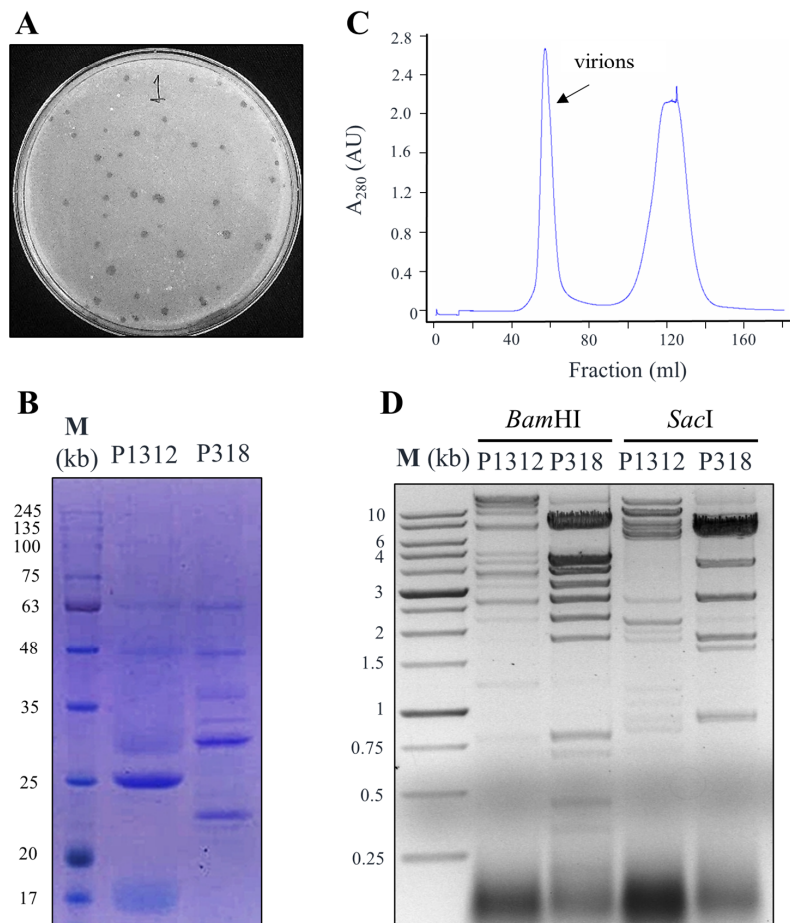 A
1
C
2.8
2.4
2.0
1.6
1.2
0.8
0.4
0
A280 (AU)
virions
0 40 80 120 160
Fraction (ml)
B
M
(kb) P1312 P318
245
135
100
75
63
48
35
25
20
17
D
BamHI SacI
M (kb) P1312 P318 P1312 P318
10
6
4
3
2
1.5
1
0.75
0.5
0.25